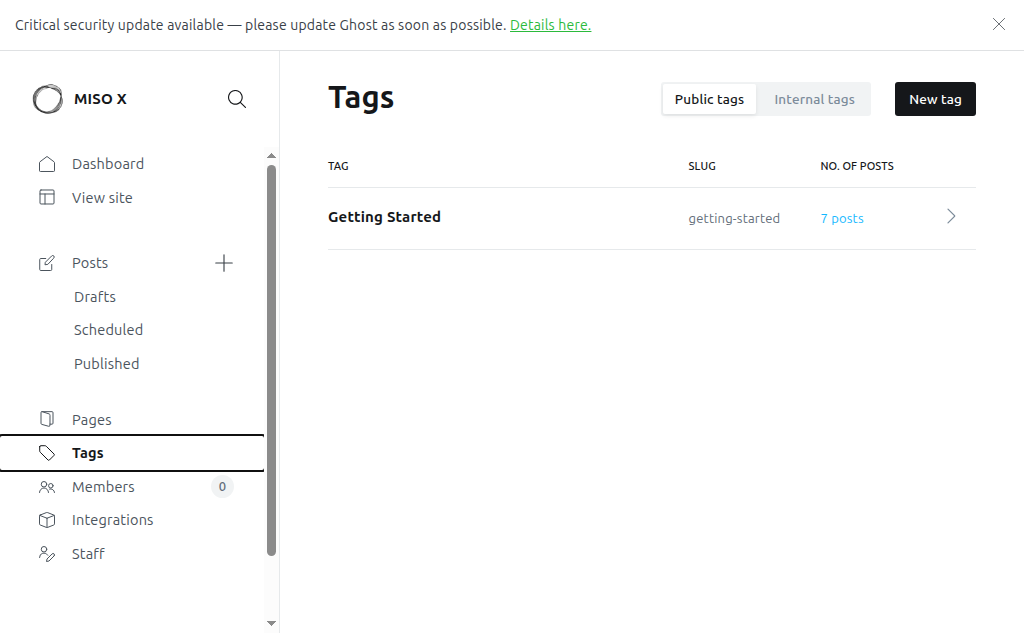 Critical security update available — please update Ghost as soon as possible. Details here.
MISO X
Dashboard
View site
Posts
Drafts
Scheduled
Published
Pages
Tags
Members 0
Integrations
Staff
Tags
Public tags Internal tags New tag
TAG SLUG NO. OF POSTS
Getting Started getting-started 7 posts